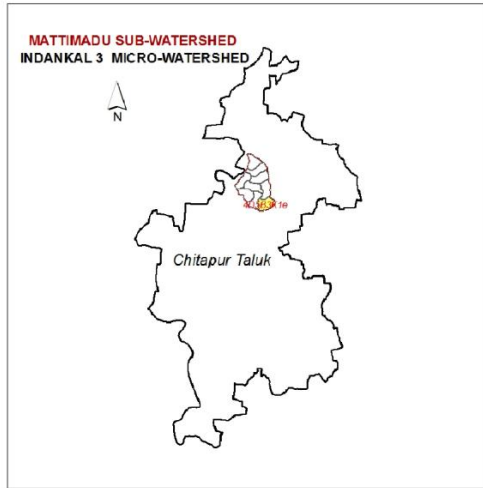 MATTIMADU SUB-WATERSHED
INDANKAL 3 MICRO-WATERSHED
N
Chitapur Taluk